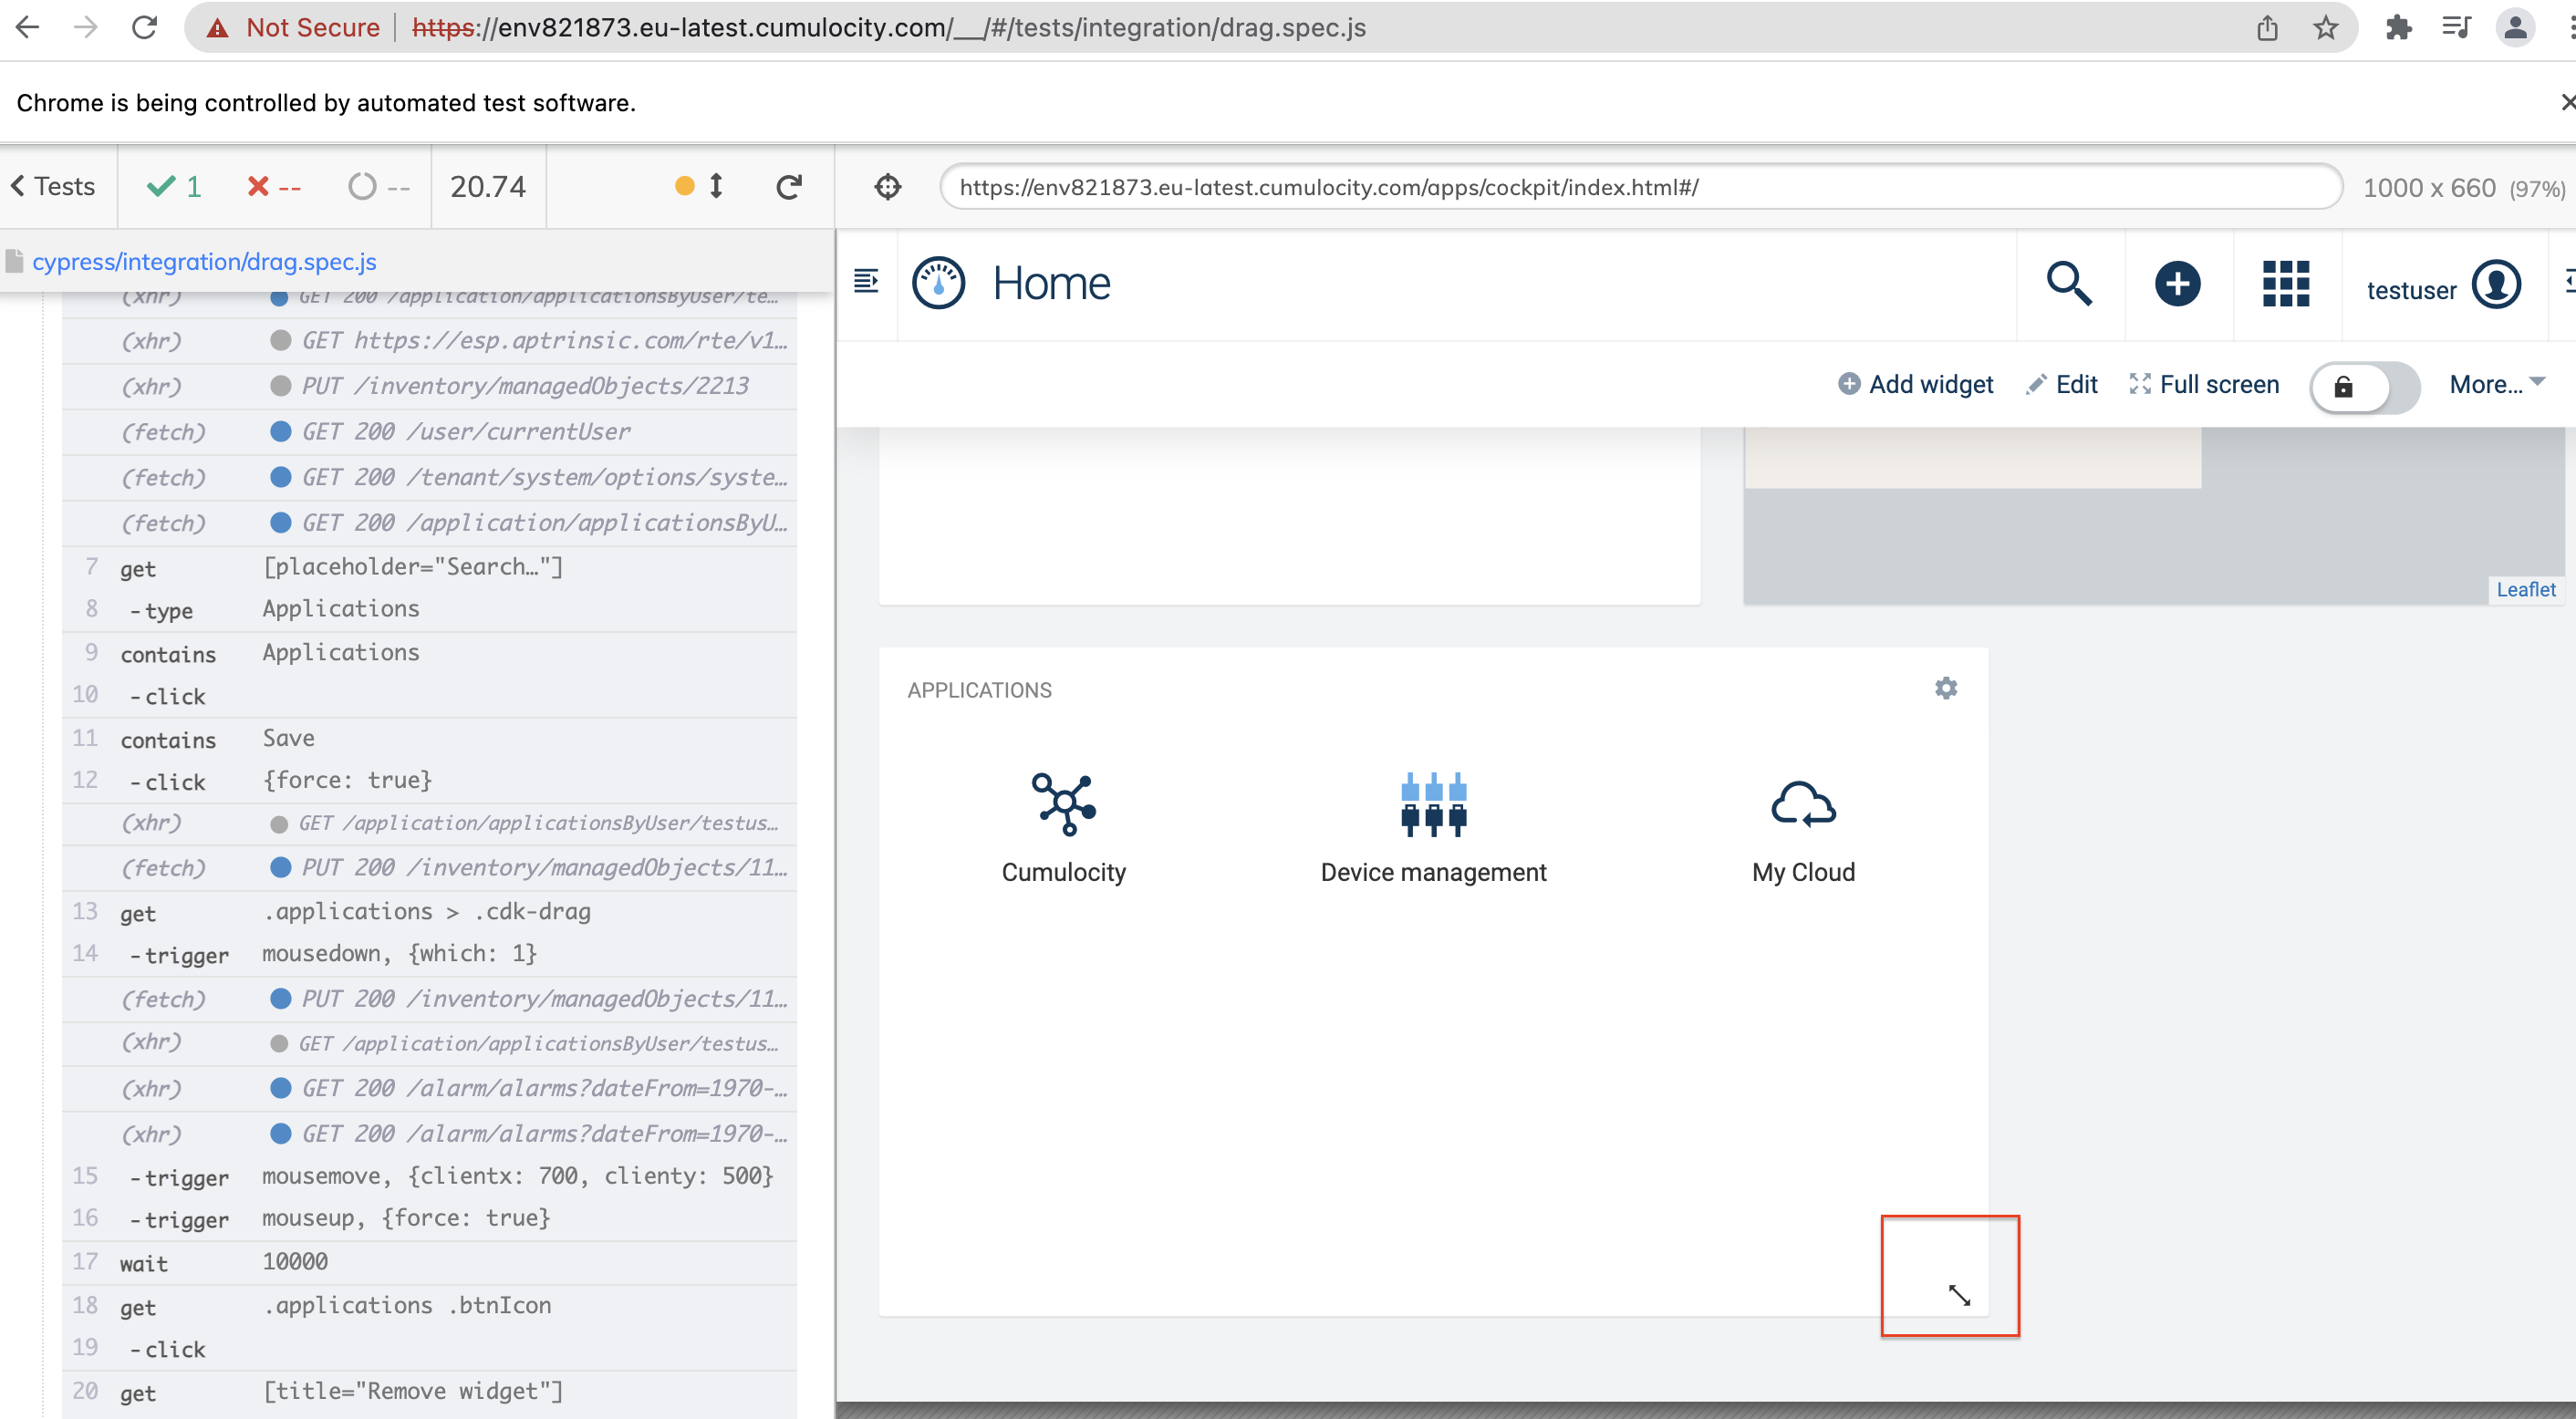 Not Secure | https://env821873.eu-latest.cumulocity.com/__/#/tests/integration/drag.spec.js
Chrome is being controlled by automated test software.
Tests 1 -- -- 20.74
https://env821873.eu-latest.cumulocity.com/apps/cockpit/index.html#/ 1000 x 660 (97%)
cypress/integration/drag.spec.js
(xhr) GET 200 /application/applicationsByUser/te…
(xhr) GET https://esp.aptrinsic.com/rte/v1…
(xhr) PUT /inventory/managedObjects/2213
(fetch) GET 200 /user/currentUser
(fetch) GET 200 /tenant/system/options/syste…
(fetch) GET 200 /application/applicationsByU…
7 get [placeholder="Search…"]
8 -type Applications
9 contains Applications
10 -click
11 contains Save
12 -click {force: true}
(xhr) GET /application/applicationsByUser/testus…
(fetch) PUT 200 /inventory/managedObjects/11…
13 get .applications > .cdk-drag
14 -trigger mousedown, {which: 1}
(fetch) PUT 200 /inventory/managedObjects/11…
(xhr) GET /application/applicationsByUser/testus…
(xhr) GET 200 /alarm/alarms?dateFrom=1970-…
(xhr) GET 200 /alarm/alarms?dateFrom=1970-…
15 -trigger mousemove, {clientx: 700, clienty: 500}
16 -trigger mouseup, {force: true}
17 wait 10000
18 get .applications .btnIcon
19 -click
20 get [title="Remove widget"]
Home
testuser
Add widget Edit Full screen More...
Leaflet
APPLICATIONS
Cumulocity Device management My Cloud